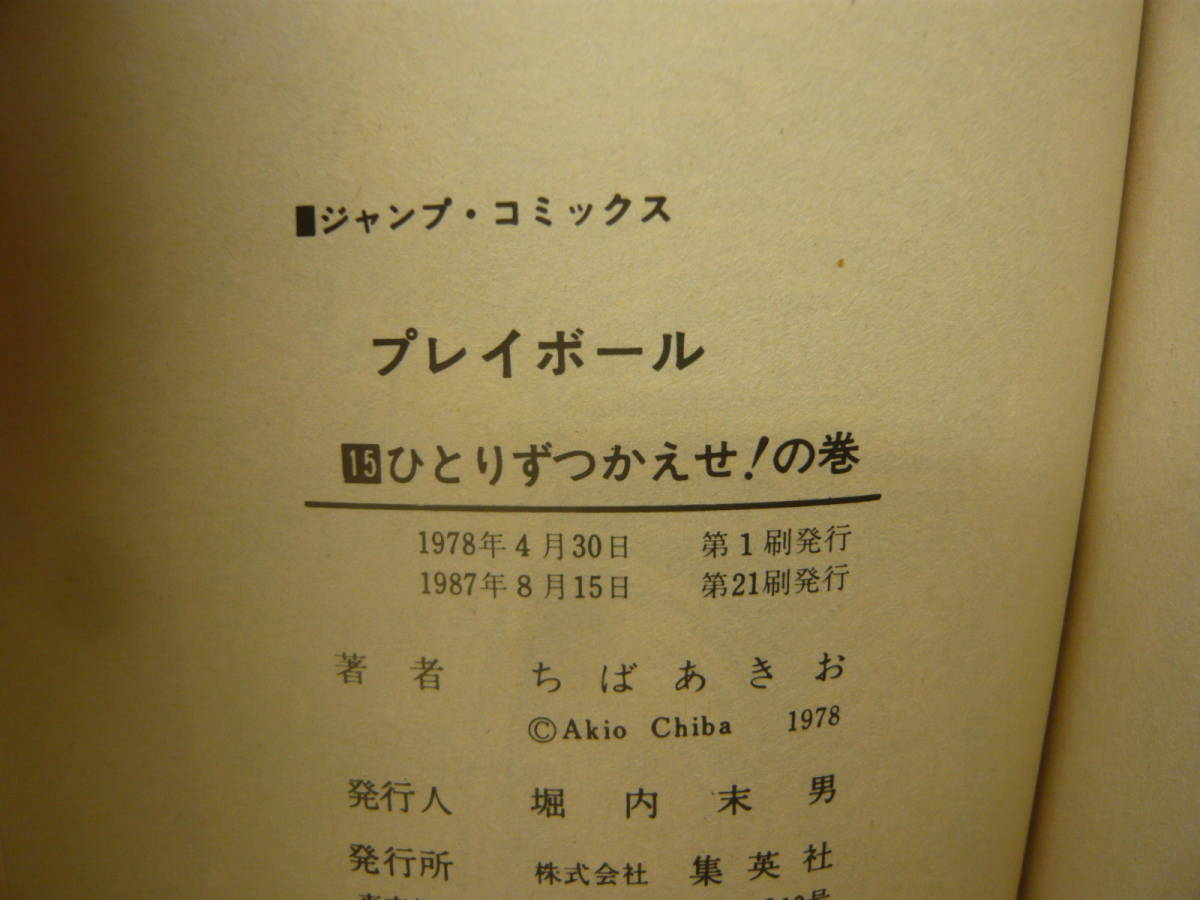 ■ジャンプ・コミックス
プレイボール
15ひとりずつかえせ!の巻
1978年4月30日 第1刷発行
1987年8月15日 第21刷発行
著者 ちばあきお
©Akio Chiba 1978
発行人 堀内末男
発行所 株式会社 集英社